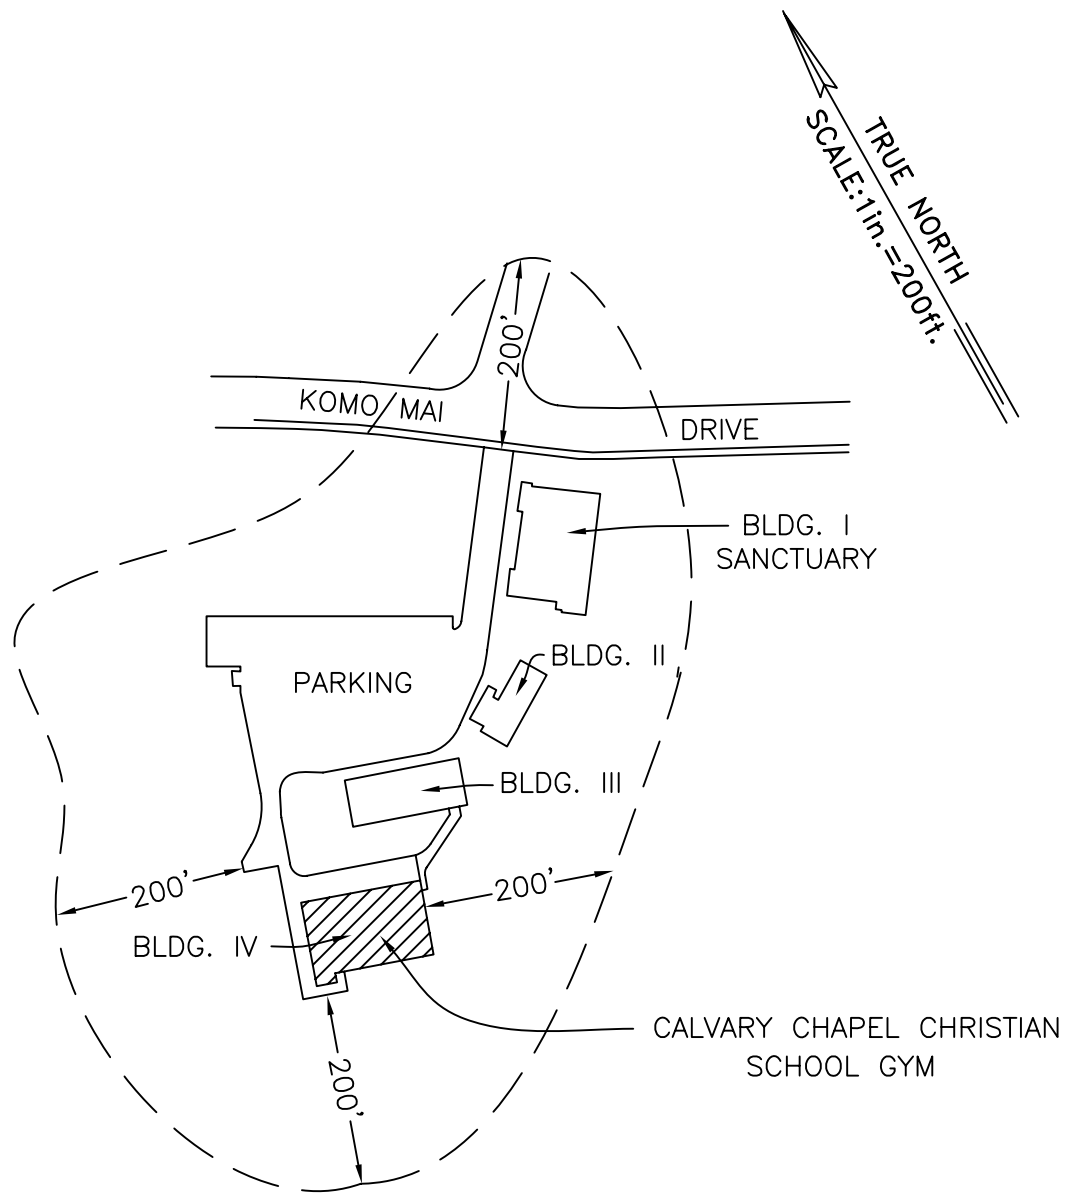 TRUE NORTH
SCALE:1in.=200ft.
200'
KOMO MAI
DRIVE
BLDG. I
SANCTUARY
BLDG. II
PARKING
BLDG. III
200'
200'
BLDG. IV
CALVARY CHAPEL CHRISTIAN
SCHOOL GYM
200'